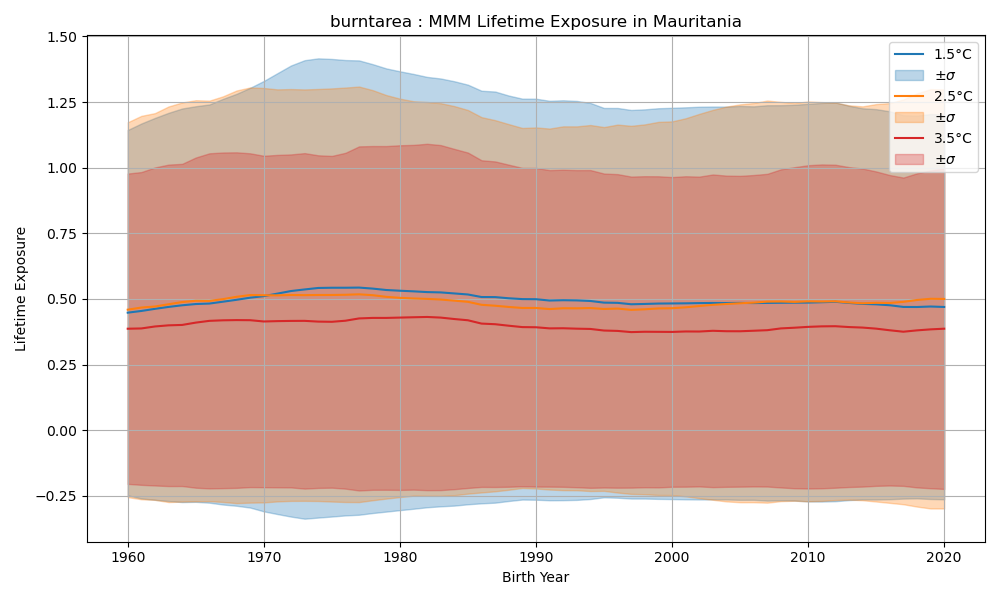 burntarea : MMM Lifetime Exposure in Mauritania
1.50
1.25
1.00
0.75
0.50
0.25
0.00
−0.25
Lifetime Exposure
1.5°C
±σ
2.5°C
±σ
3.5°C
±σ
1960
1970
1980
1990
2000
2010
2020
Birth Year